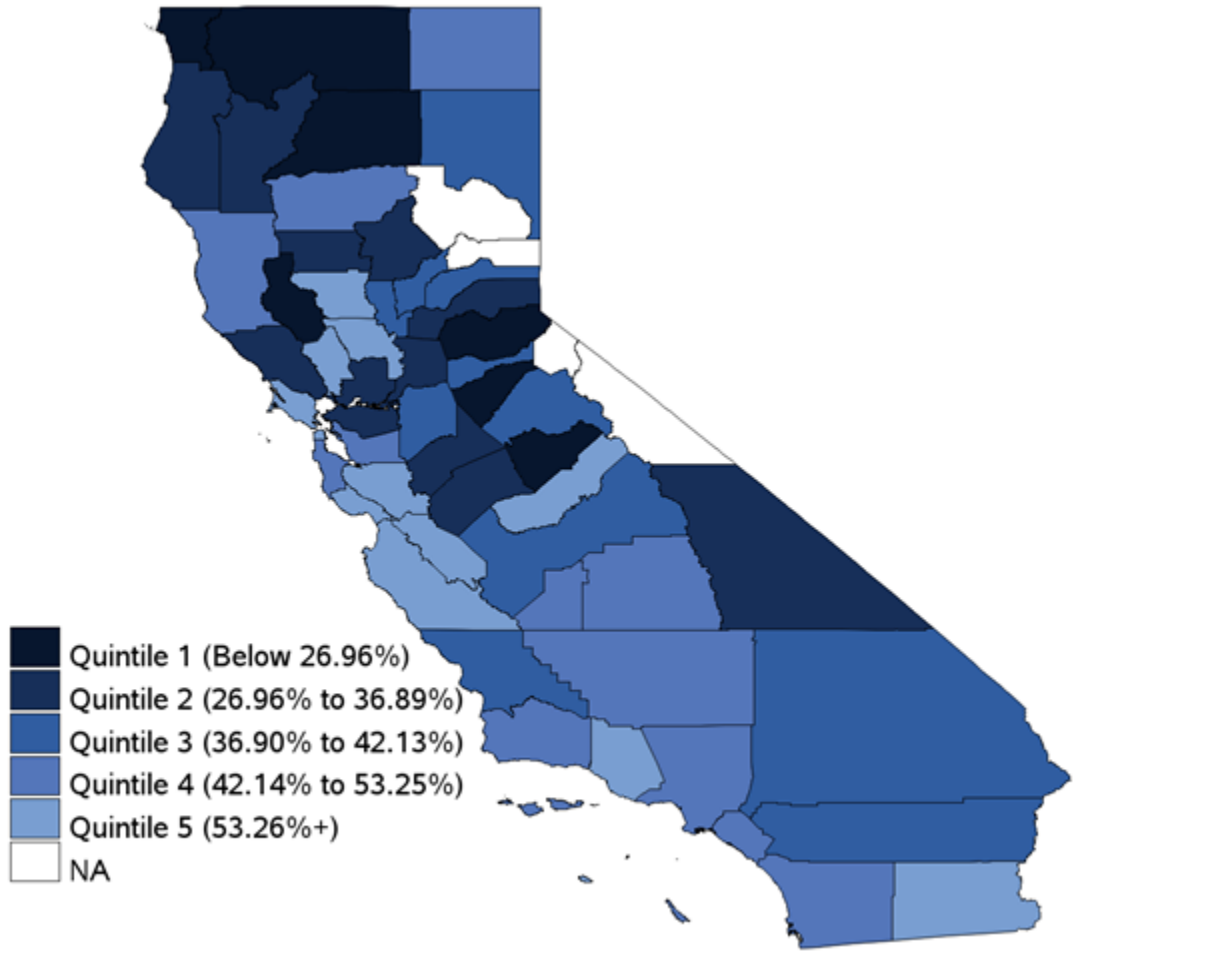 Quintile 1 (Below 26.96%)
Quintile 2 (26.96% to 36.89%)
Quintile 3 (36.90% to 42.13%)
Quintile 4 (42.14% to 53.25%)
Quintile 5 (53.26%+)
NA